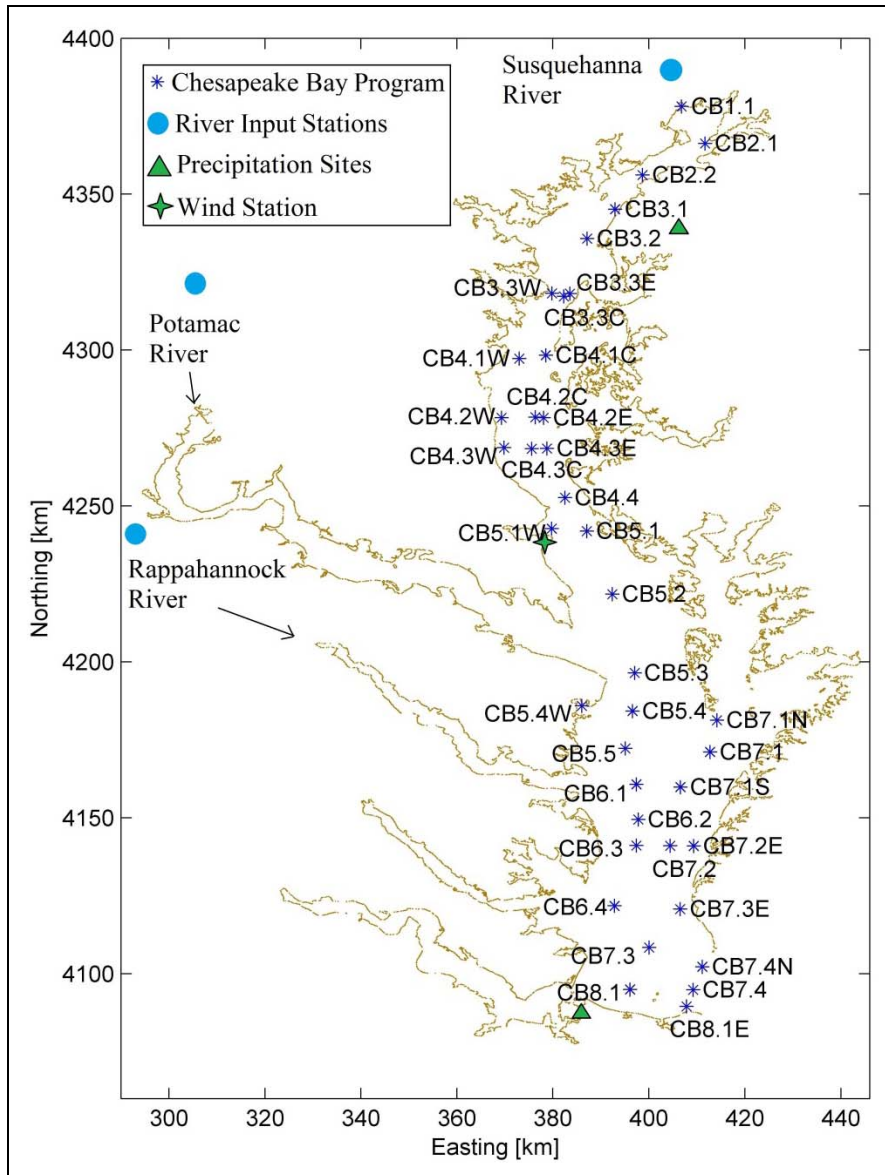 4400
4350
4300
4250
4200
4150
4100
Northing [km]
Chesapeake Bay Program
River Input Stations
Precipitation Sites
Wind Station
Susquehanna
River
CB1.1
CB2.1
CB2.2
CB3.1
CB3.2
CB3.3W
CB3.3E
CB3.3C
Potamac
River
CB4.1W
CB4.1C
CB4.2C
CB4.2W
CB4.2E
CB4.3W
CB4.3E
CB4.3C
CB4.4
CB5.1W
CB5.1
Rappahannock
River
CB5.2
CB5.3
CB5.4W
CB5.4
CB7.1N
CB5.5
CB7.1
CB6.1
CB7.1S
CB6.2
CB6.3
CB7.2E
CB7.2
CB6.4
CB7.3E
CB7.3
CB7.4N
CB8.1
CB7.4
CB8.1E
300 320 340 360 380 400 420 440
Easting [km]